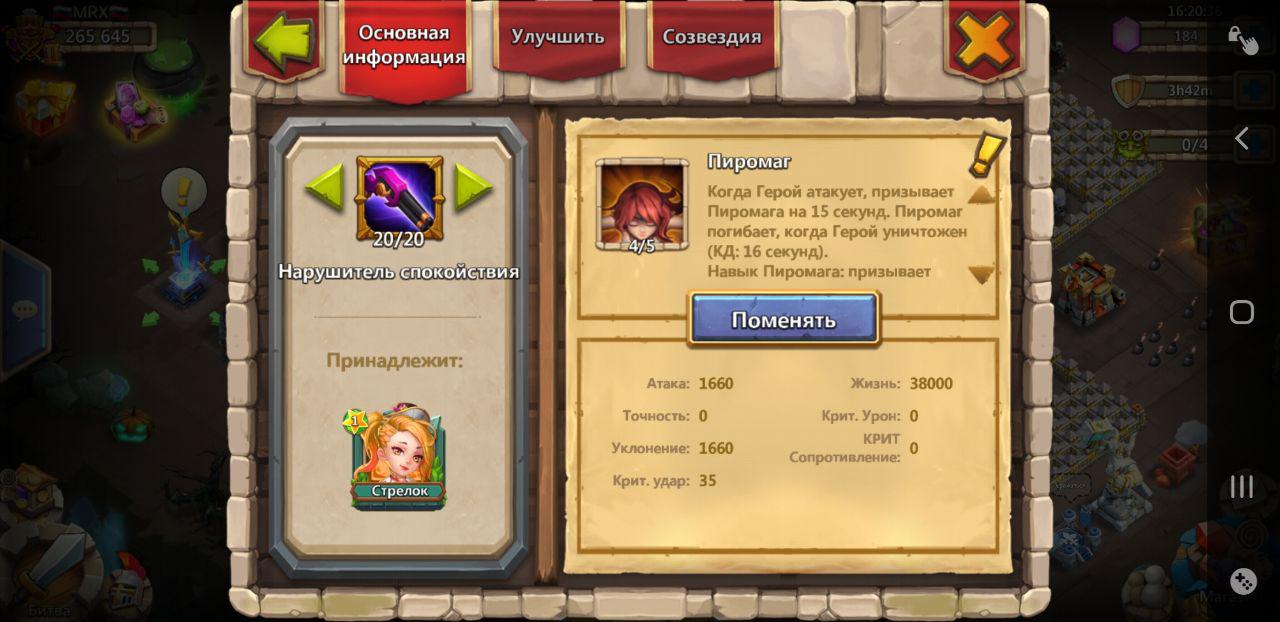 MRX
265 645
Основная
информация
Улучшить
Созвездия
16:20:36
184
3h42m
0/4
20/20
Нарушитель спокойствия
Принадлежит:
1
Стрелок
4/5
Пиромаг
Когда Герой атакует, призывает
Пиромага на 15 секунд. Пиромаг
погибает, когда Герой уничтожен
(КД: 16 секунд).
Навык Пиромага: призывает
Поменять
Атака: 1660
Жизнь: 38000
Точность: 0
Крит. Урон: 0
Уклонение: 1660
КРИТ
Сопротивление: 0
Крит. удар: 35
Битва